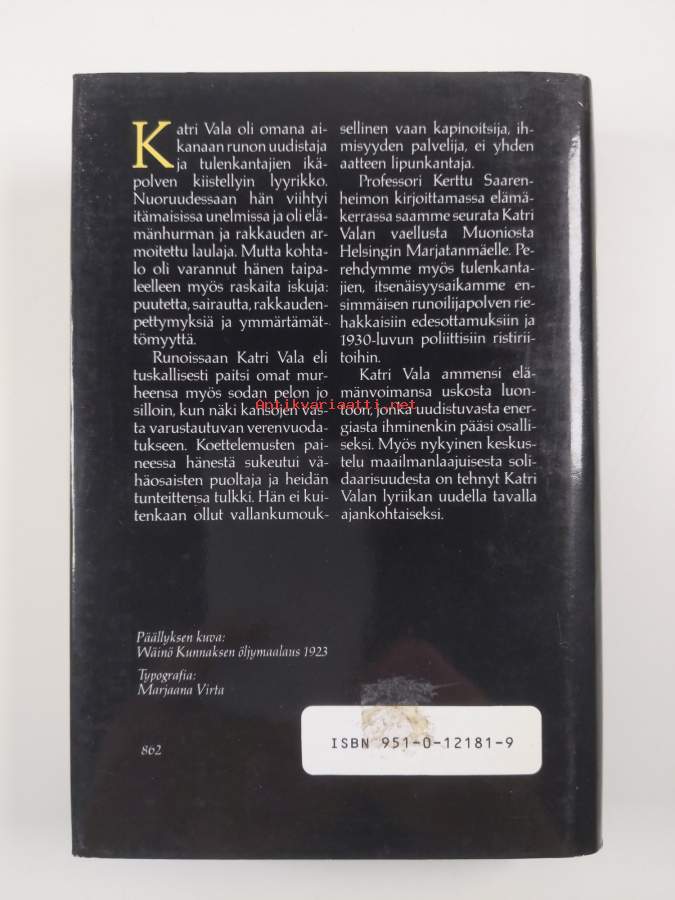 Katri Vala oli omana ai-
kanaan runon uudistaja
ja tulenkantajien ikä-
polven kiistellyin lyyrikko.
Nuoruudessaan hän viihtyi
itämaisissa unelmissa ja oli elä-
mänhurman ja rakkauden ar-
moitettu laulaja. Mutta kohta-
lo oli varannut hänen taipa-
leelleen myös raskaita iskuja:
puutetta, sairautta, rakkauden-
pettymyksiä ja ymmärtämät-
tömyyttä.
Runoissaan Katri Vala eli
tuskallisesti paitsi omat mur-
heensa myös sodan pelon jo
silloin, kun näki kansojen vas-
ta varustautuvan verenvuoda-
tukseen. Koettelemusten pai-
neessa hänestä sukeutui vä-
häosaisten puoltaja ja heidän
tunteittensa tulkki. Hän ei kui-
tenkaan ollut vallankumouk-
sellinen vaan kapinoitsija, ih-
misyyden palvelija, ei yhden
aatteen lipunkantaja.
Professori Kerttu Saaren-
heimon kirjoittamassa elämä-
kerrassa saamme seurata Katri
Valan vaellusta Muoniosta
Helsingin Marjatanmäelle. Pe-
rehdymme myös tulenkanta-
jien, itsenäisyysaikamme en-
simmäisen runoilijapolven rie-
hakkaisiin edesottamuksiin ja
1930-luvun poliittisiin ristirii-
toihin.
Katri Vala ammensi elä-
mänvoimansa uskosta luon-
toon, jonka uudistuvasta ener-
giasta ihminenkin pääsi osalli-
seksi. Myös nykyinen keskus-
telu maailmanlaajuisesta soli-
daarisuudesta on tehnyt Katri
Valan lyriikan uudella tavalla
ajankohtaiseksi.
Antikvariaatti.net
Päällyksen kuva:
Wäinö Kunnaksen öljymaalaus 1923
Typografia:
Marjaana Virta
862
ISBN 951-0-12181-9